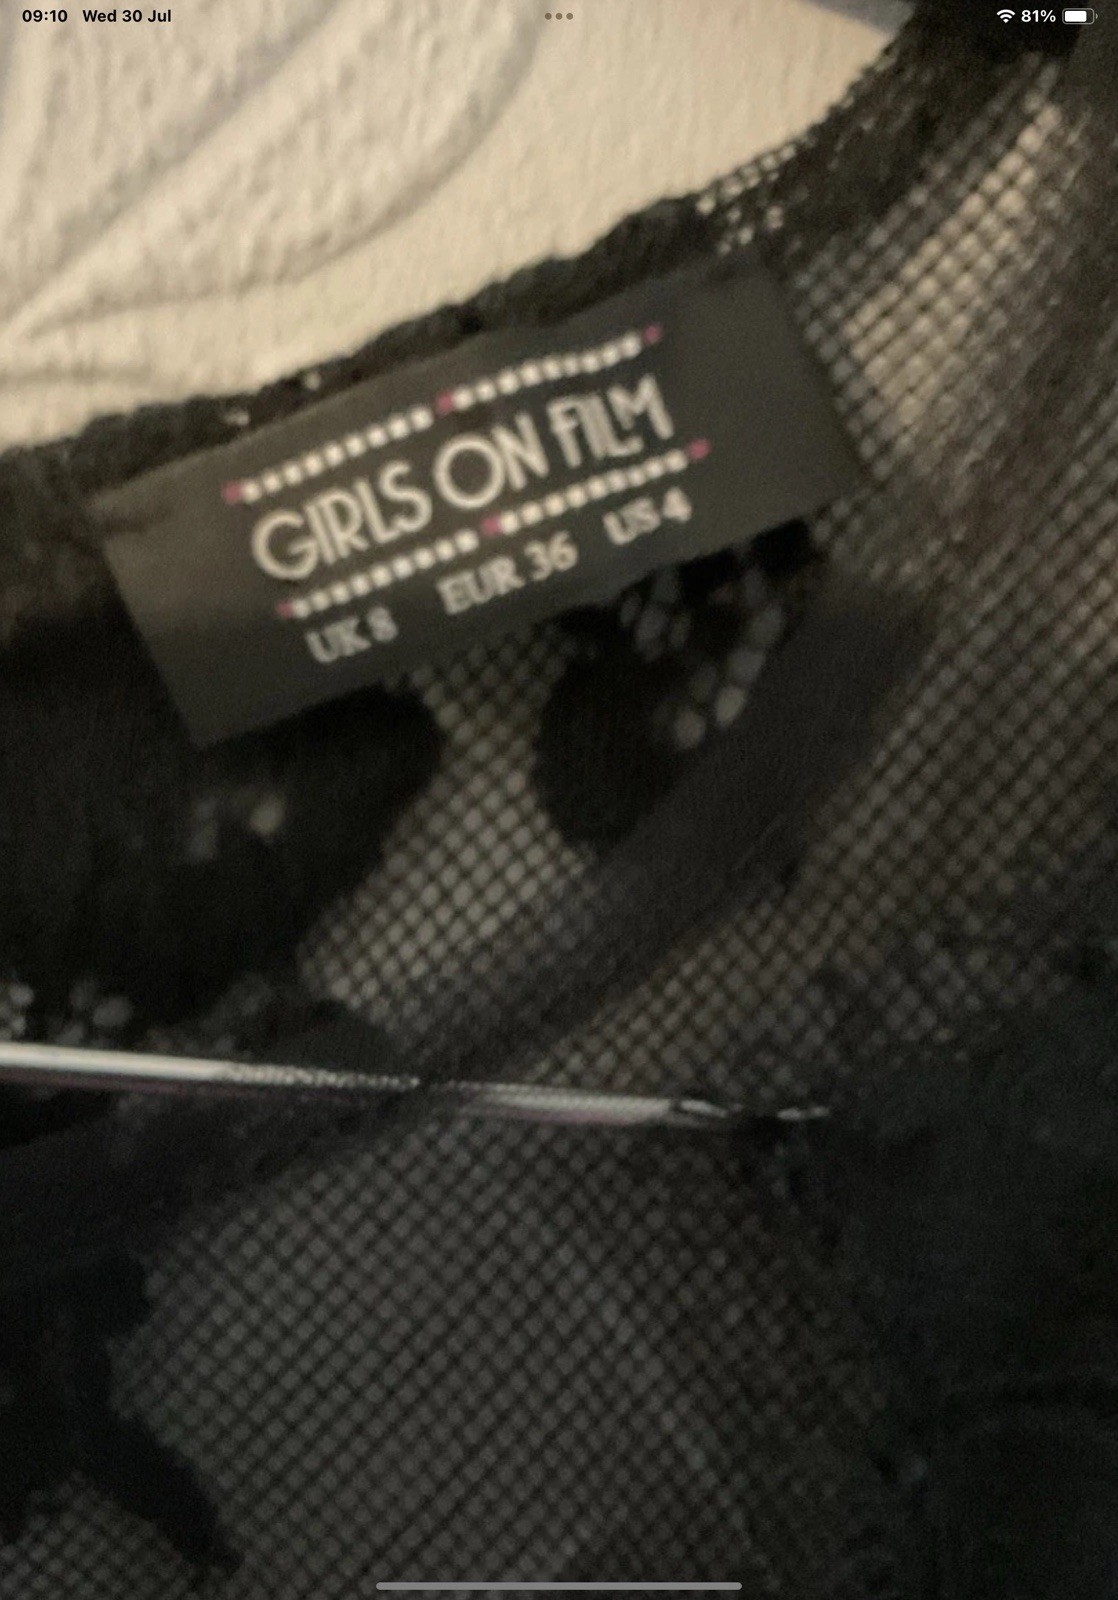 09:10 Wed 30 Jul
81%
GIRLS ON FILM
UK 8 EUR 36 US 4